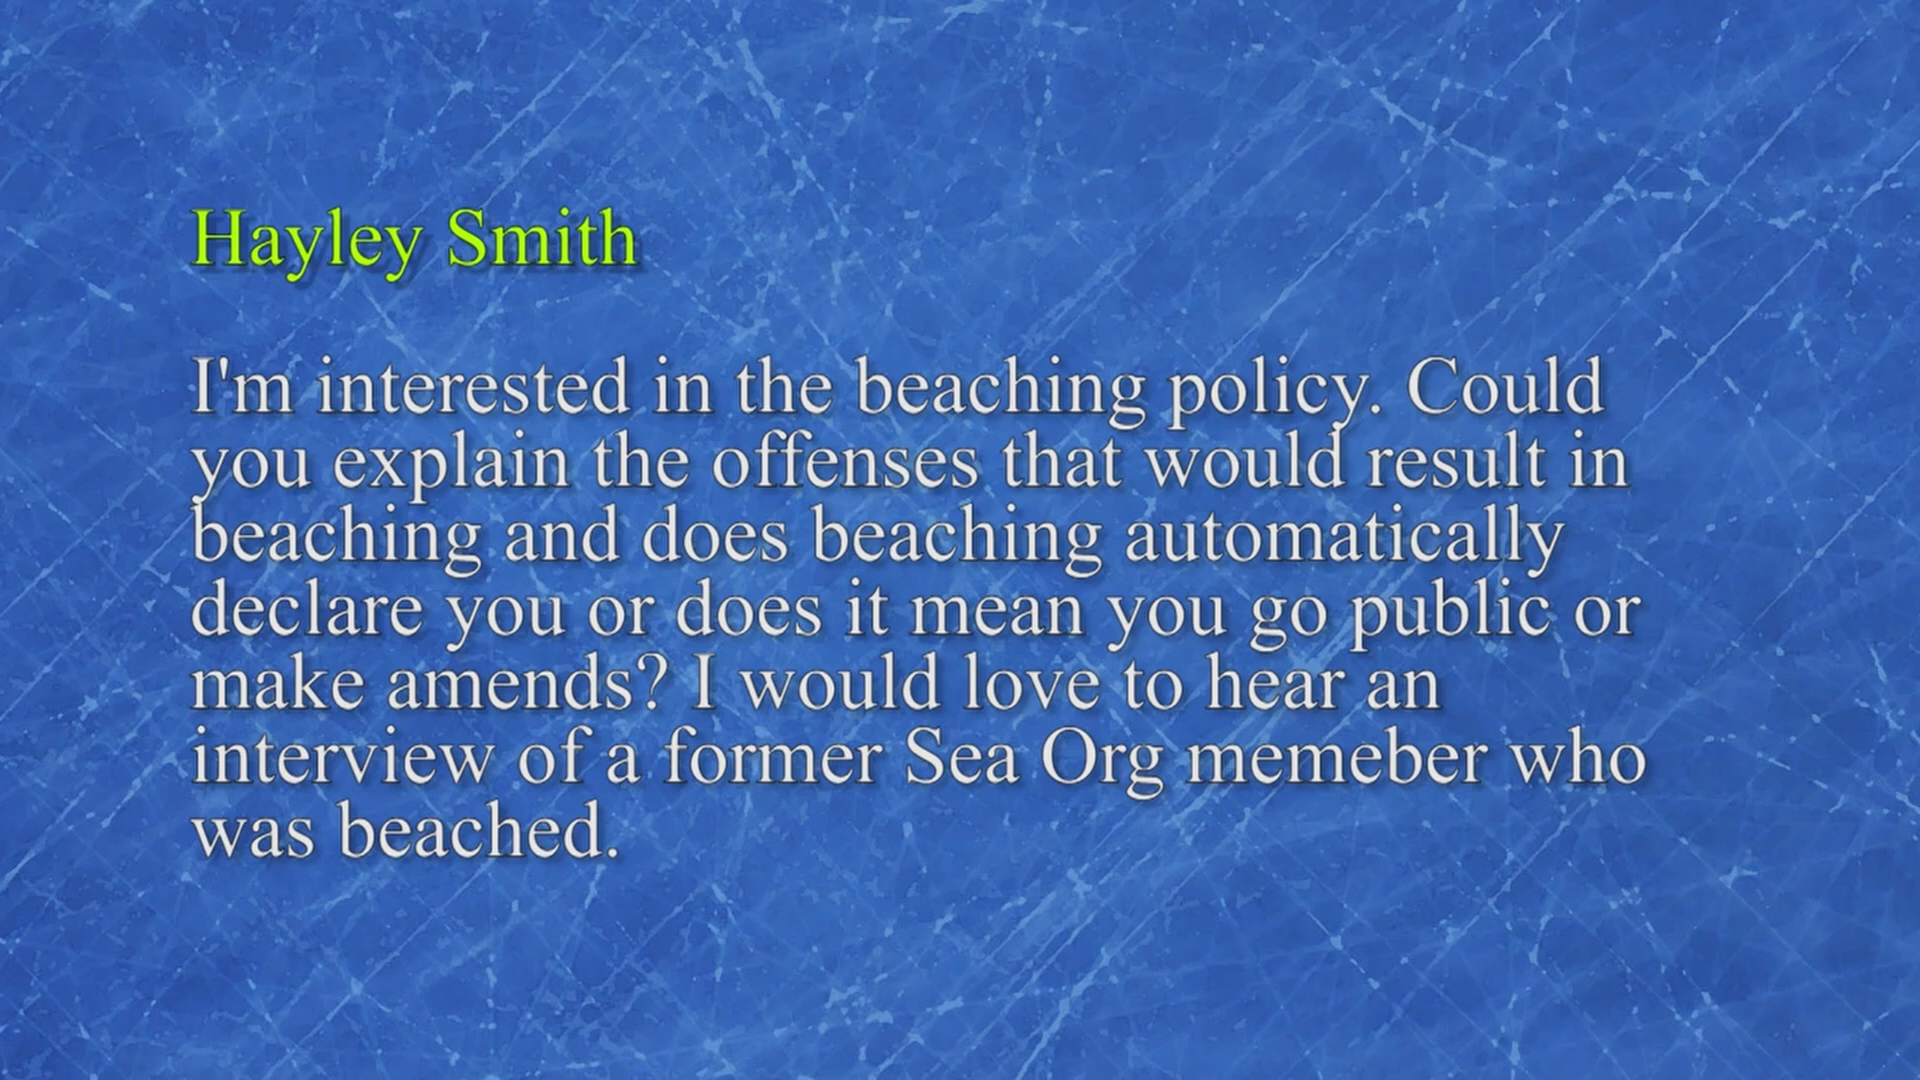 Hayley Smith
I'm interested in the beaching policy. Could
you explain the offenses that would result in
beaching and does beaching automatically
declare you or does it mean you go public or
make amends? I would love to hear an
interview of a former Sea Org memeber who
was beached.